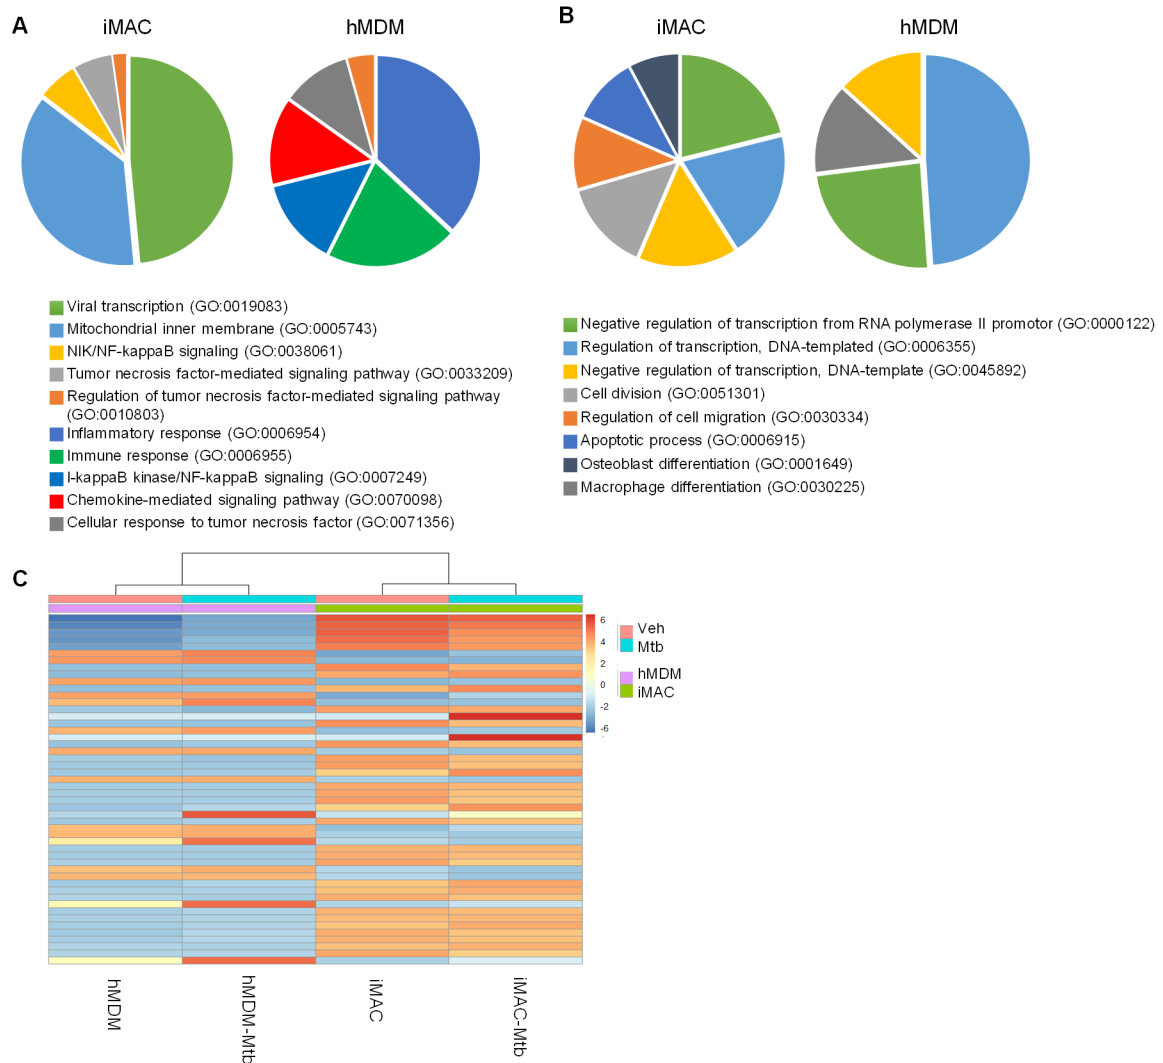 A
iMAC
hMDM
Viral transcription (GO:0019083)
Mitochondrial inner membrane (GO:0005743)
NIK/NF-kappaB signaling (GO:0038061)
Tumor necrosis factor-mediated signaling pathway (GO:0033209)
Regulation of tumor necrosis factor-mediated signaling pathway
(GO:0010803)
Inflammatory response (GO:0006954)
Immune response (GO:0006955)
I-kappaB kinase/NF-kappaB signaling (GO:0007249)
Chemokine-mediated signaling pathway (GO:0070098)
Cellular response to tumor necrosis factor (GO:0071356)
B
iMAC
hMDM
Negative regulation of transcription from RNA polymerase II promotor (GO:0000122)
Regulation of transcription, DNA-templated (GO:0006355)
Negative regulation of transcription, DNA-template (GO:0045892)
Cell division (GO:0051301)
Regulation of cell migration (GO:0030334)
Apoptotic process (GO:0006915)
Osteoblast differentiation (GO:0001649)
Macrophage differentiation (GO:0030225)
C
6
4
2
0
-2
-4
-6
Veh
Mtb
hMDM
iMAC
hMDM
hMDM-Mtb
iMAC
iMAC-Mtb